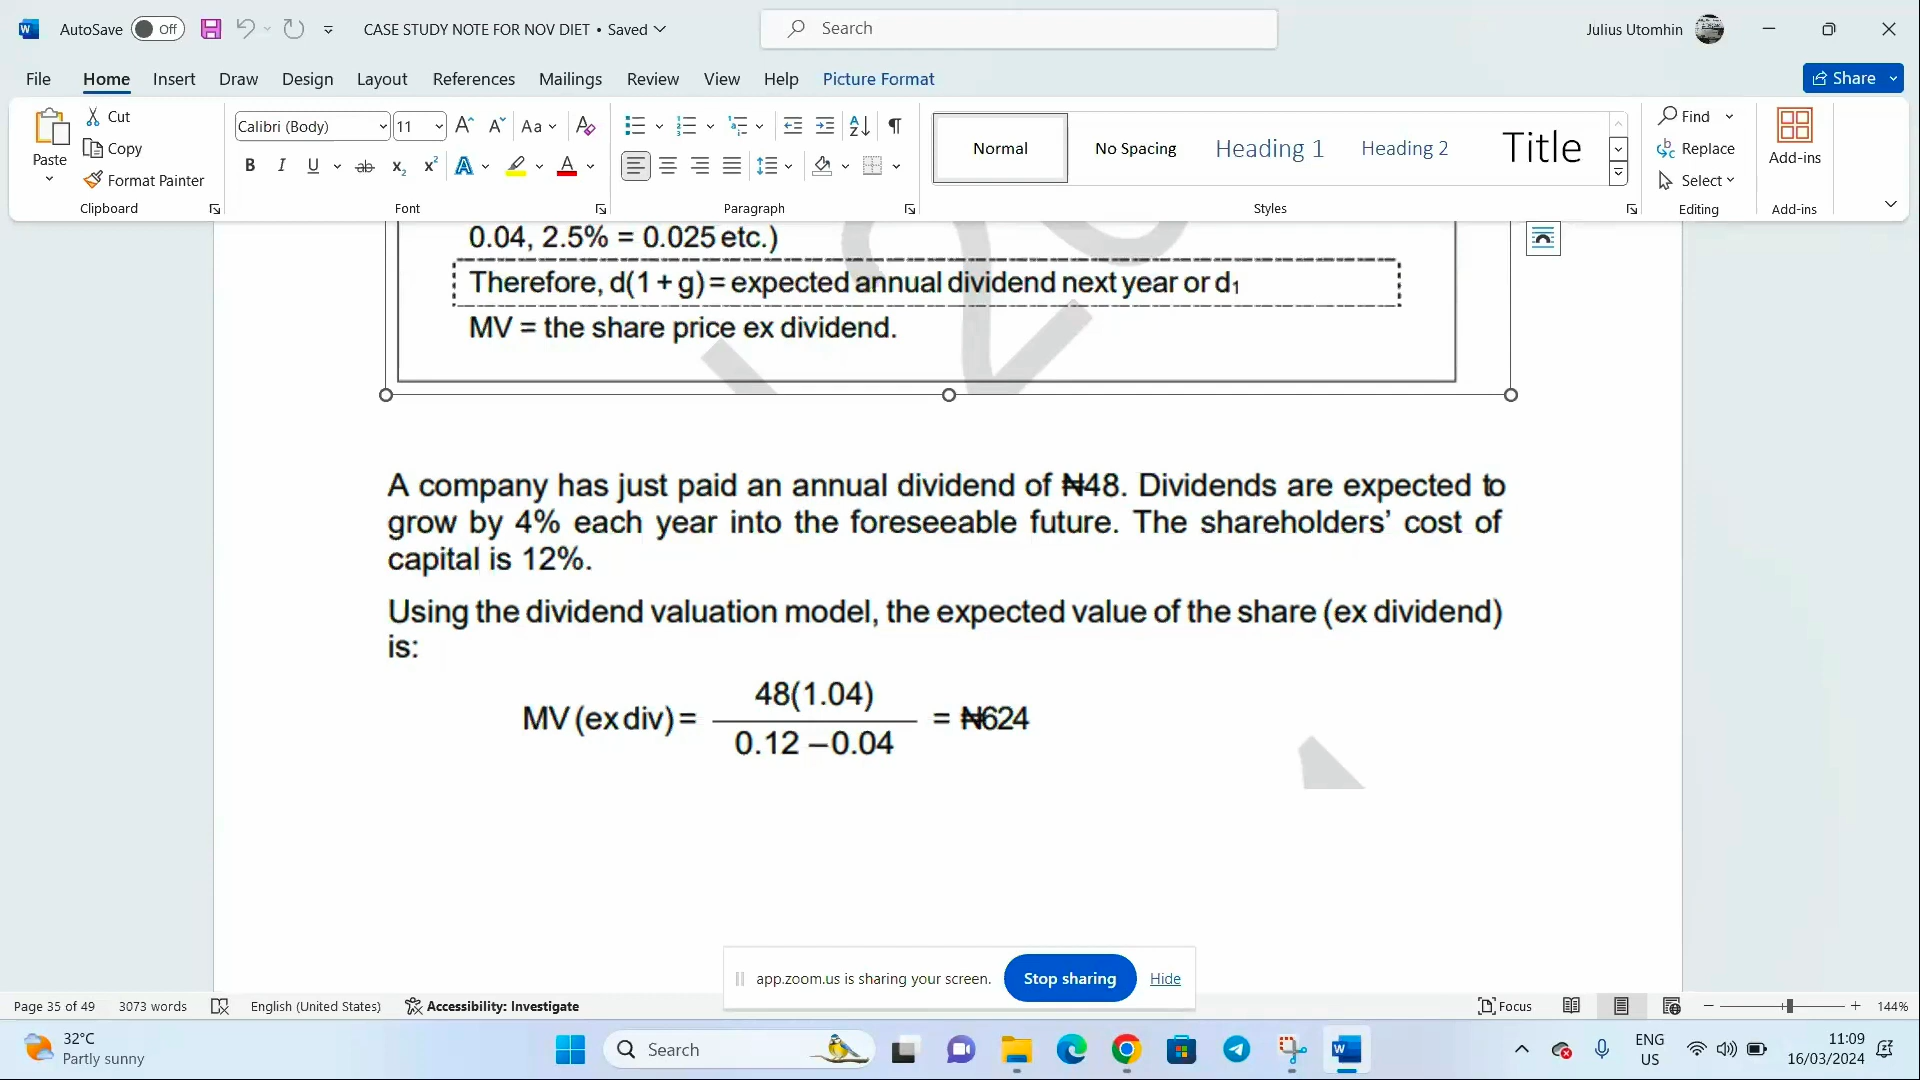 AutoSave Off CASE STUDY NOTE FOR NOV DIET • Saved Search Julius Utomhin
File Home Insert Draw Design Layout References Mailings Review View Help Picture Format Share
Paste Cut Copy Format Painter
Clipboard
Calibri (Body) 11 Aa
B I U ab x₂ x² A A
Font
Paragraph
Normal No Spacing Heading 1 Heading 2 Title
Styles
Find Replace Select
Editing
Add-ins
Add-ins
0.04, 2.5% = 0.025 etc.)
Therefore, d(1 + g) = expected annual dividend next year or d₁
MV = the share price ex dividend.
A company has just paid an annual dividend of ₦48. Dividends are expected to
grow by 4% each year into the foreseeable future. The shareholders’ cost of
capital is 12%.
Using the dividend valuation model, the expected value of the share (ex dividend)
is:
48(1.04)
MV (ex div) = = ₦624
0.12 – 0.04
app.zoom.us is sharing your screen. Stop sharing Hide
Page 35 of 49 3073 words English (United States) Accessibility: Investigate Focus 144%
32°C
Partly sunny
Search
ENG
US
11:09
16/03/2024